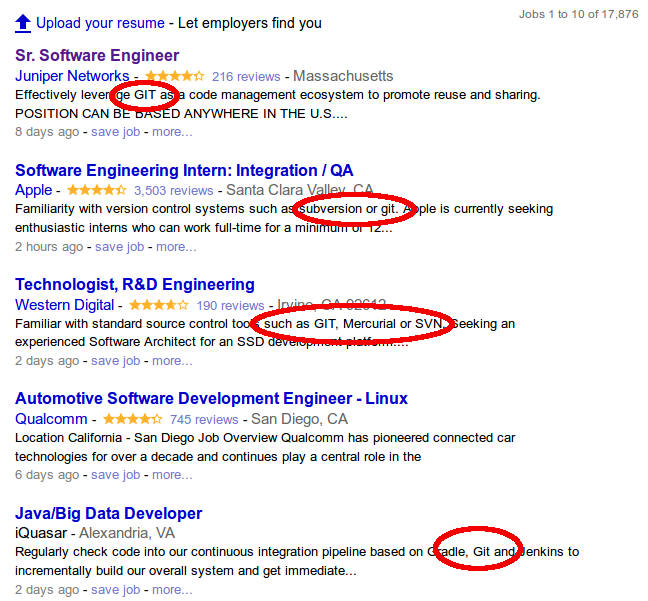 Jobs 1 to 10 of 17,876
Upload your resume - Let employers find you
Sr. Software Engineer
Juniper Networks - 216 reviews - Massachusetts
Effectively leverage GIT as a code management ecosystem to promote reuse and sharing.
POSITION CAN BE BASED ANYWHERE IN THE U.S....
8 days ago - save job - more...
Software Engineering Intern: Integration / QA
Apple - 3,503 reviews - Santa Clara Valley, CA
Familiarity with version control systems such as subversion or git. Apple is currently seeking
enthusiastic interns who can work full-time for a minimum of 12...
2 hours ago - save job - more...
Technologist, R&D Engineering
Western Digital - 190 reviews - Irvine, CA 92612
Familiar with standard source control tools such as GIT, Mercurial or SVN. Seeking an
experienced Software Architect for an SSD development platform....
2 days ago - save job - more...
Automotive Software Development Engineer - Linux
Qualcomm - 745 reviews - San Diego, CA
Location California - San Diego Job Overview Qualcomm has pioneered connected car
technologies for over a decade and continues play a central role in the
6 days ago - save job - more...
Java/Big Data Developer
iQuasar - Alexandria, VA
Regularly check code into our continuous integration pipeline based on Gradle, Git and Jenkins to
incrementally build our overall system and get immediate...
2 days ago - save job - more...